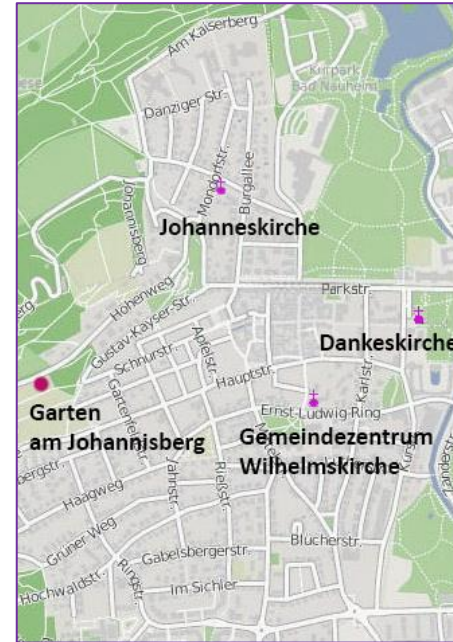 Am Kaiserberg
Kurpark
Bad Nauheim
Danziger Str.
Mondorfstr.
Burgallee
Johannisberg
Johanneskirche
Höhenweg
Parkstr.
Gustav-Kayser-Str.
Dankeskirche
Schnurstr.
Apfelstr.
Hauptstr.
Karlstr.
Garten
am Johannisberg
Gartenfeldstr.
Ernst-Ludwig-Ring
Gemeindezentrum
Wilhelmskirche
Jahnstr.
Rießstr.
Zanderstr.
Haagweg
Grüner Weg
Blücherstr.
Gabelsbergerstr.
Hochwaldstr.
Ringstr.
Im Sichler